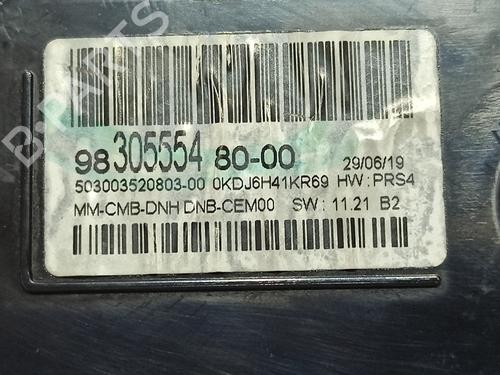 98 305554 80-00
29/06/19
503003520803-00 0KDJ6H41KR69 HW : PRS4
MM-CMB-DNH DNB-CEM00 SW : 11.21 B2
B-PARTS